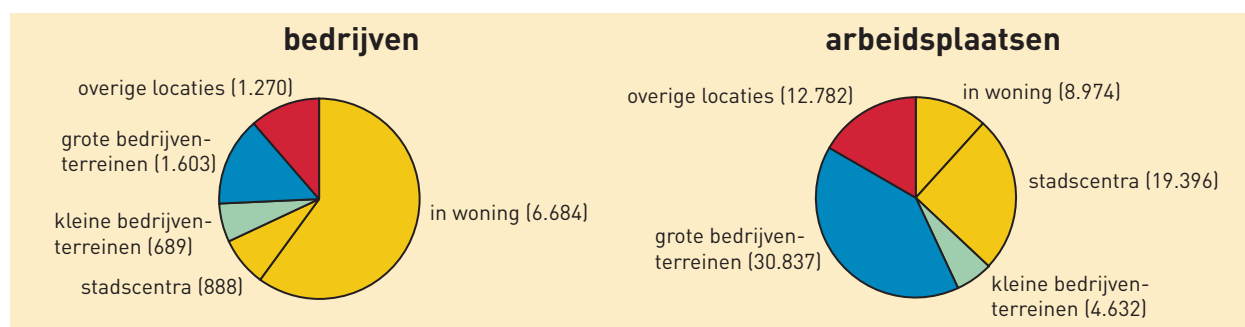 bedrijven
overige locaties (1.270)
grote bedrijven-
terreinen (1.603)
kleine bedrijven-
terreinen (689)
stadscentra (888)
in woning (6.684)
arbeidsplaatsen
overige locaties (12.782)
in woning (8.974)
stadscentra (19.396)
grote bedrijven-
terreinen (30.837)
kleine bedrijven-
terreinen (4.632)